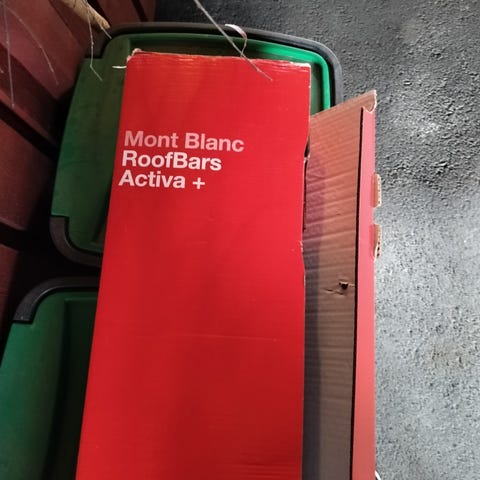 Mont Blanc
RoofBars
Activa +